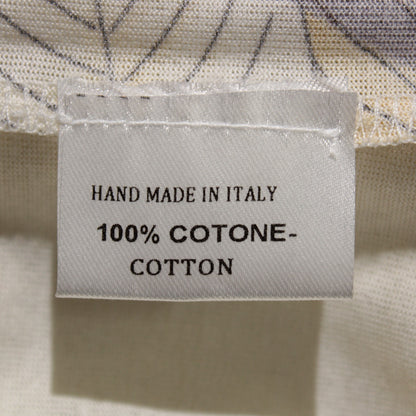 HAND MADE IN ITALY
100% COTONE-
COTTON